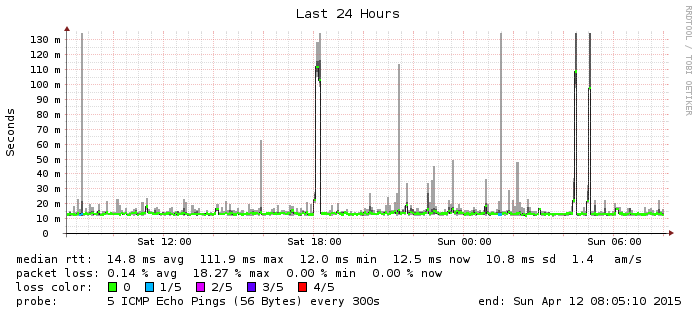 Last 24 Hours
RRDTOOL / TOBI OETIKER
Seconds
130 m
120 m
110 m
100 m
90 m
80 m
70 m
60 m
50 m
40 m
30 m
20 m
10 m
0
Sat 12:00 Sat 18:00 Sun 00:00 Sun 06:00
median rtt: 14.8 ms avg 111.9 ms max 12.0 ms min 12.5 ms now 10.8 ms sd 1.4 am/s
packet loss: 0.14 % avg 18.27 % max 0.00 % min 0.00 % now
loss color: 0 1/5 2/5 3/5 4/5
probe: 5 ICMP Echo Pings (56 Bytes) every 300s end: Sun Apr 12 08:05:10 2015